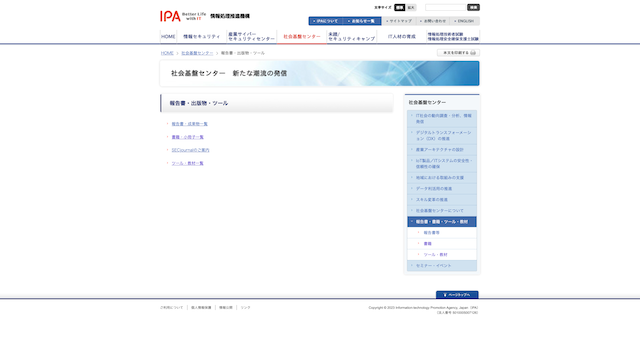 文字サイズ 標準 拡大 検索
IPA Better Life with IT 情報処理推進機構
IPAについて お知らせ一覧 サイトマップ お問い合わせ ENGLISH
HOME 情報セキュリティ 産業サイバーセキュリティセンター 社会基盤センター 未踏/セキュリティキャンプ IT人材の育成 情報処理技術者試験 情報処理安全確保支援士試験
HOME > 社会基盤センター > 報告書・出版物・ツール
本文を印刷する
社会基盤センター 新たな潮流の発信
報告書・出版物・ツール
報告書・成果物一覧
書籍・小冊子一覧
SECjournalのご案内
ツール・教材一覧
社会基盤センター
IT社会の動向調査・分析、情報
発信
デジタルトランスフォーメーショ
ン（DX）の推進
産業アーキテクチャの設計
IoT製品／ITシステムの安全性・
信頼性の確保
地域における取組みの支援
データ利活用の推進
スキル変革の推進
社会基盤センターについて
報告書・書籍・ツール・教材
報告書等
書籍
ツール・教材
セミナー・イベント
ページトップへ
ご利用について 個人情報保護 情報公開 リンク
Copyright © 2020 Information-technology Promotion Agency, Japan（IPA）